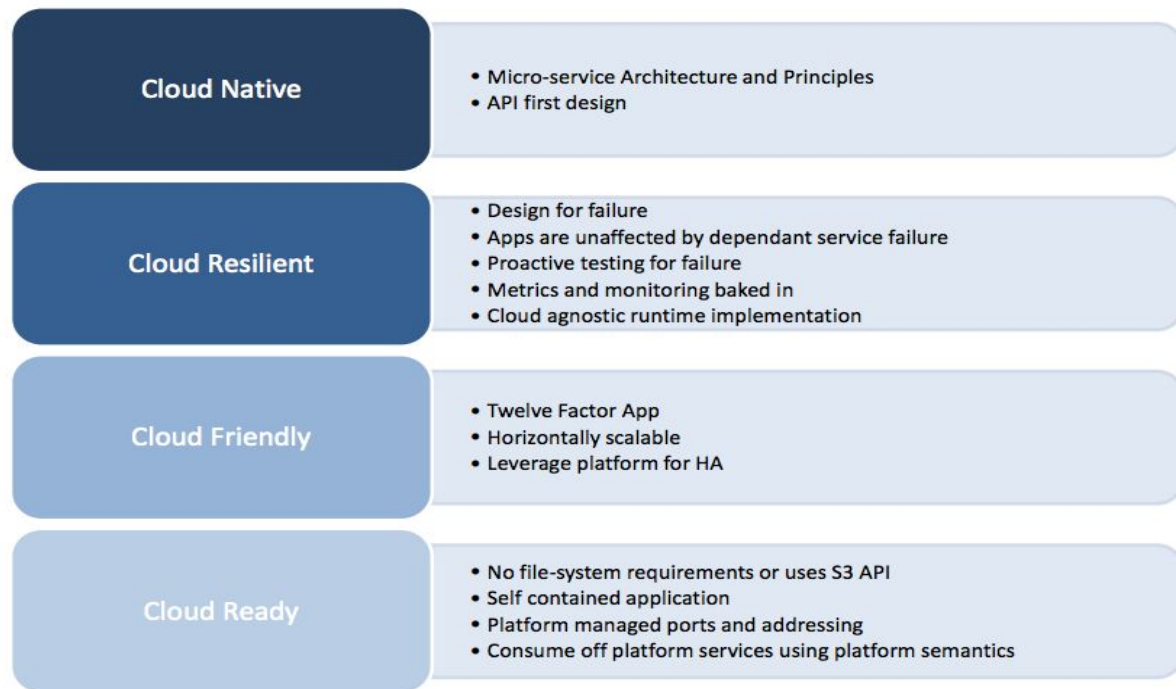 Cloud Native
• Micro-service Architecture and Principles
• API first design
Cloud Resilient
• Design for failure
• Apps are unaffected by dependant service failure
• Proactive testing for failure
• Metrics and monitoring baked in
• Cloud agnostic runtime implementation
Cloud Friendly
• Twelve Factor App
• Horizontally scalable
• Leverage platform for HA
Cloud Ready
• No file-system requirements or uses S3 API
• Self contained application
• Platform managed ports and addressing
• Consume off platform services using platform semantics